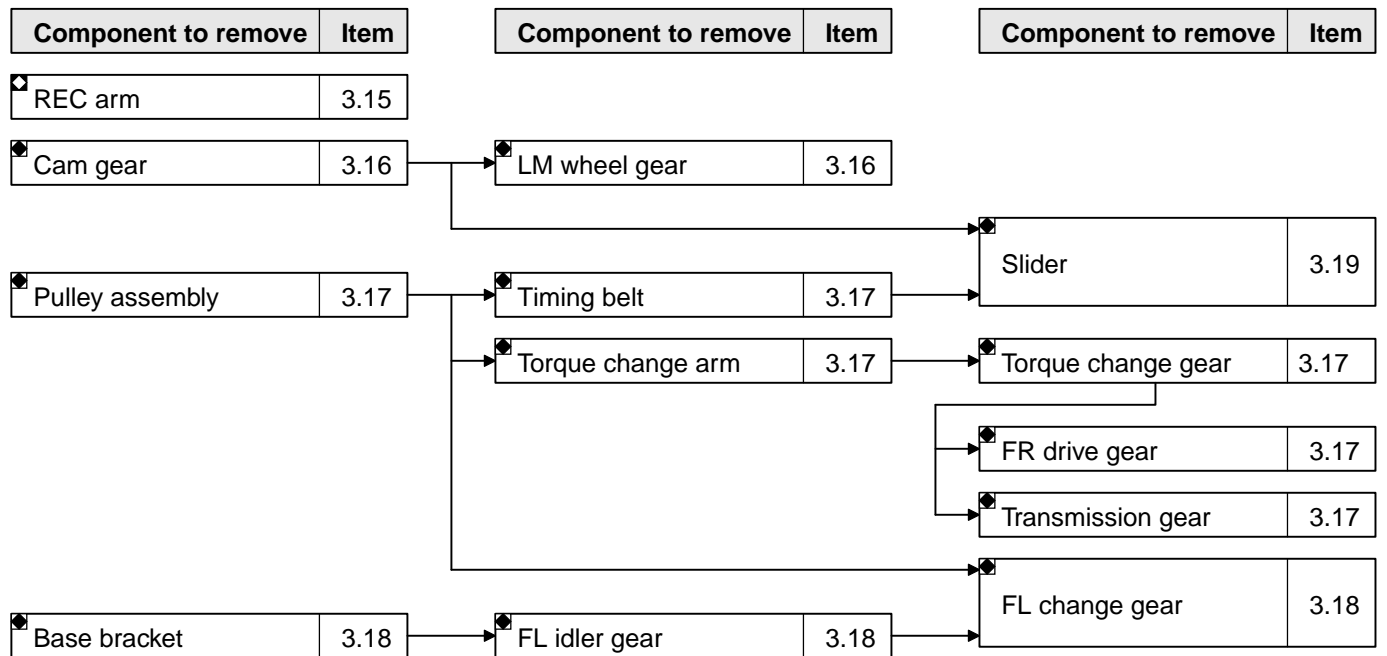 Component to remove Item Component to remove Item Component to remove Item
REC arm 3.15
Cam gear 3.16 LM wheel gear 3.16
Slider 3.19
Pulley assembly 3.17 Timing belt 3.17
Torque change arm 3.17 Torque change gear 3.17
FR drive gear 3.17
Transmission gear 3.17
FL change gear 3.18
Base bracket 3.18 FL idler gear 3.18